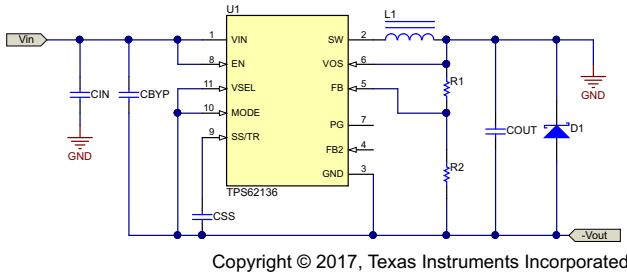 U1
L1
Vin
1 VIN SW 2
8 EN VOS 6
11 VSEL FB 5
10 MODE
9 SS/TR PG 7
FB2 4
GND 3
TPS62136
CIN
CBYP
GND
CSS
R1
R2
COUT
D1
GND
-Vout
Copyright © 2017, Texas Instruments Incorporated